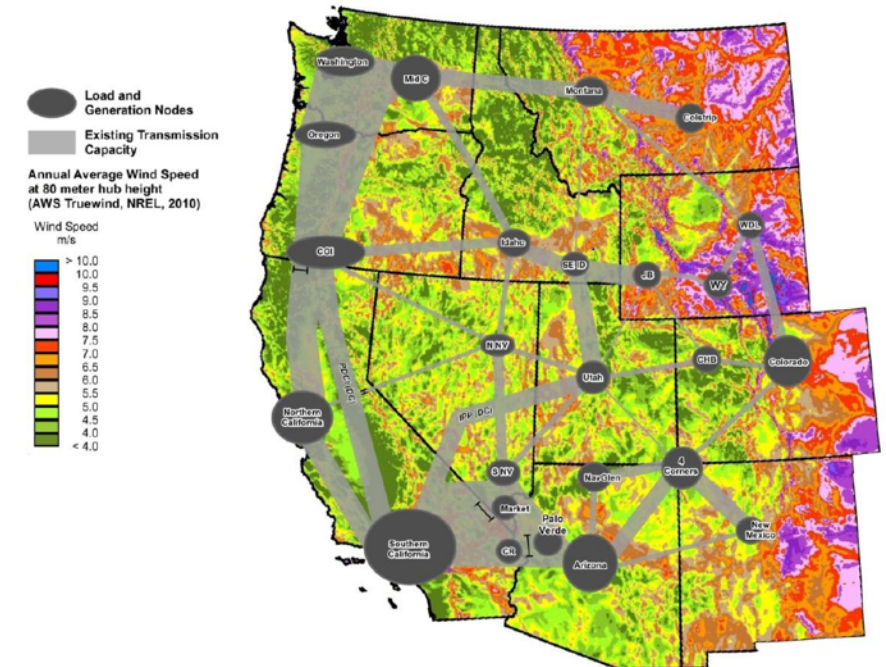 Load and
Generation Nodes
Existing Transmission
Capacity
Annual Average Wind Speed
at 80 meter hub height
(AWS Truewind, NREL, 2010)
Wind Speed
m/s
> 10.0
10.0
9.5
9.0
8.5
8.0
7.5
7.0
6.5
6.0
5.5
5.0
4.5
4.0
< 4.0
Washington
Mid C
Montana
Colstrip
Oregon
COI
Idaho
SE ID
JB
WY
WDL
N NV
Utah
CHB
Colorado
Northern
California
IPP (DC)
S NV
Market
NavGlen
4
Corners
Palo
Verde
New
Mexico
Southern
California
CR
Arizona